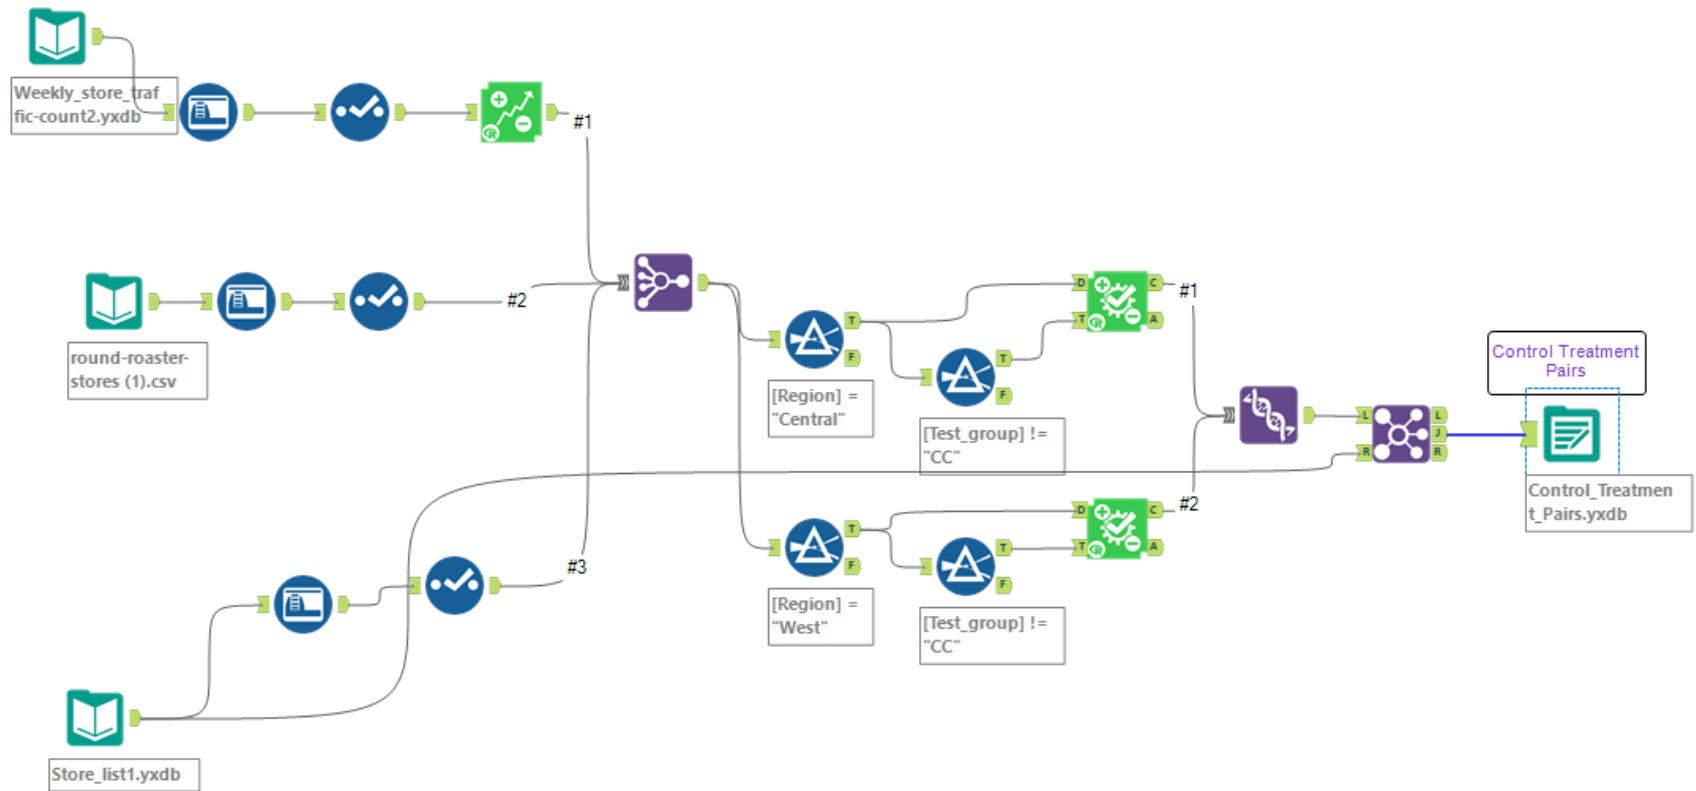 Weekly_store_traf
fic-count2.yxdb
#1
#2
round-roaster-
stores (1).csv
T
F
[Region] =
"Central"
T
F
[Test_group] !=
"CC"
D
T
R
C
A
#1
Control Treatment
Pairs
L
R
L
J
R
Control_Treatmen
t_Pairs.yxdb
#3
T
F
[Region] =
"West"
T
F
[Test_group] !=
"CC"
D
T
R
C
A
#2
Store_list1.yxdb